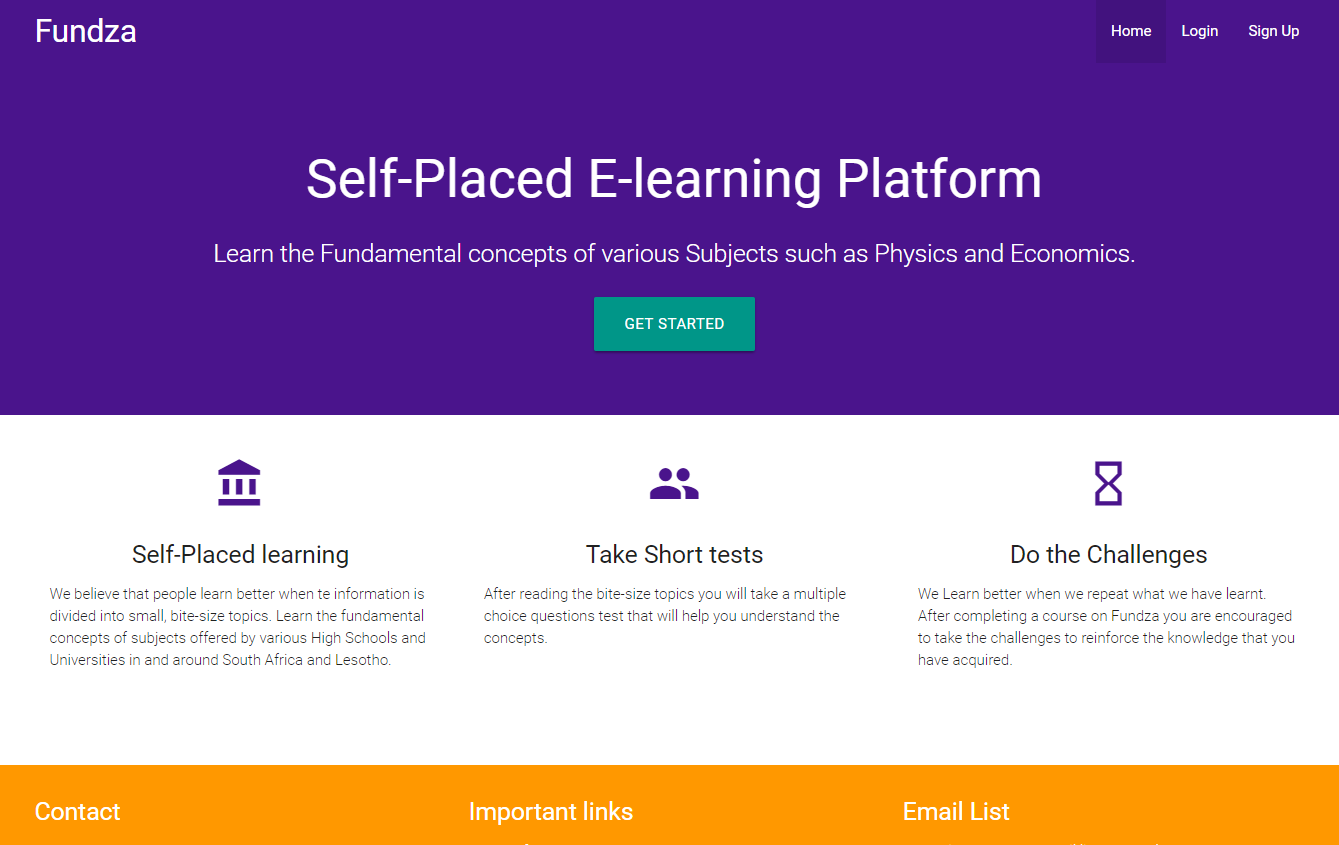 Fundza
Home Login Sign Up
Self-Placed E-learning Platform
Learn the Fundamental concepts of various Subjects such as Physics and Economics.
GET STARTED
Self-Placed learning
We believe that people learn better when te information is
divided into small, bite-size topics. Learn the fundamental
concepts of subjects offered by various High Schools and
Universities in and around South Africa and Lesotho.
Take Short tests
After reading the bite-size topics you will take a multiple
choice questions test that will help you understand the
concepts.
Do the Challenges
We Learn better when we repeat what we have learnt.
After completing a course on Fundza you are encouraged
to take the challenges to reinforce the knowledge that you
have acquired.
Contact
Important links
Email List